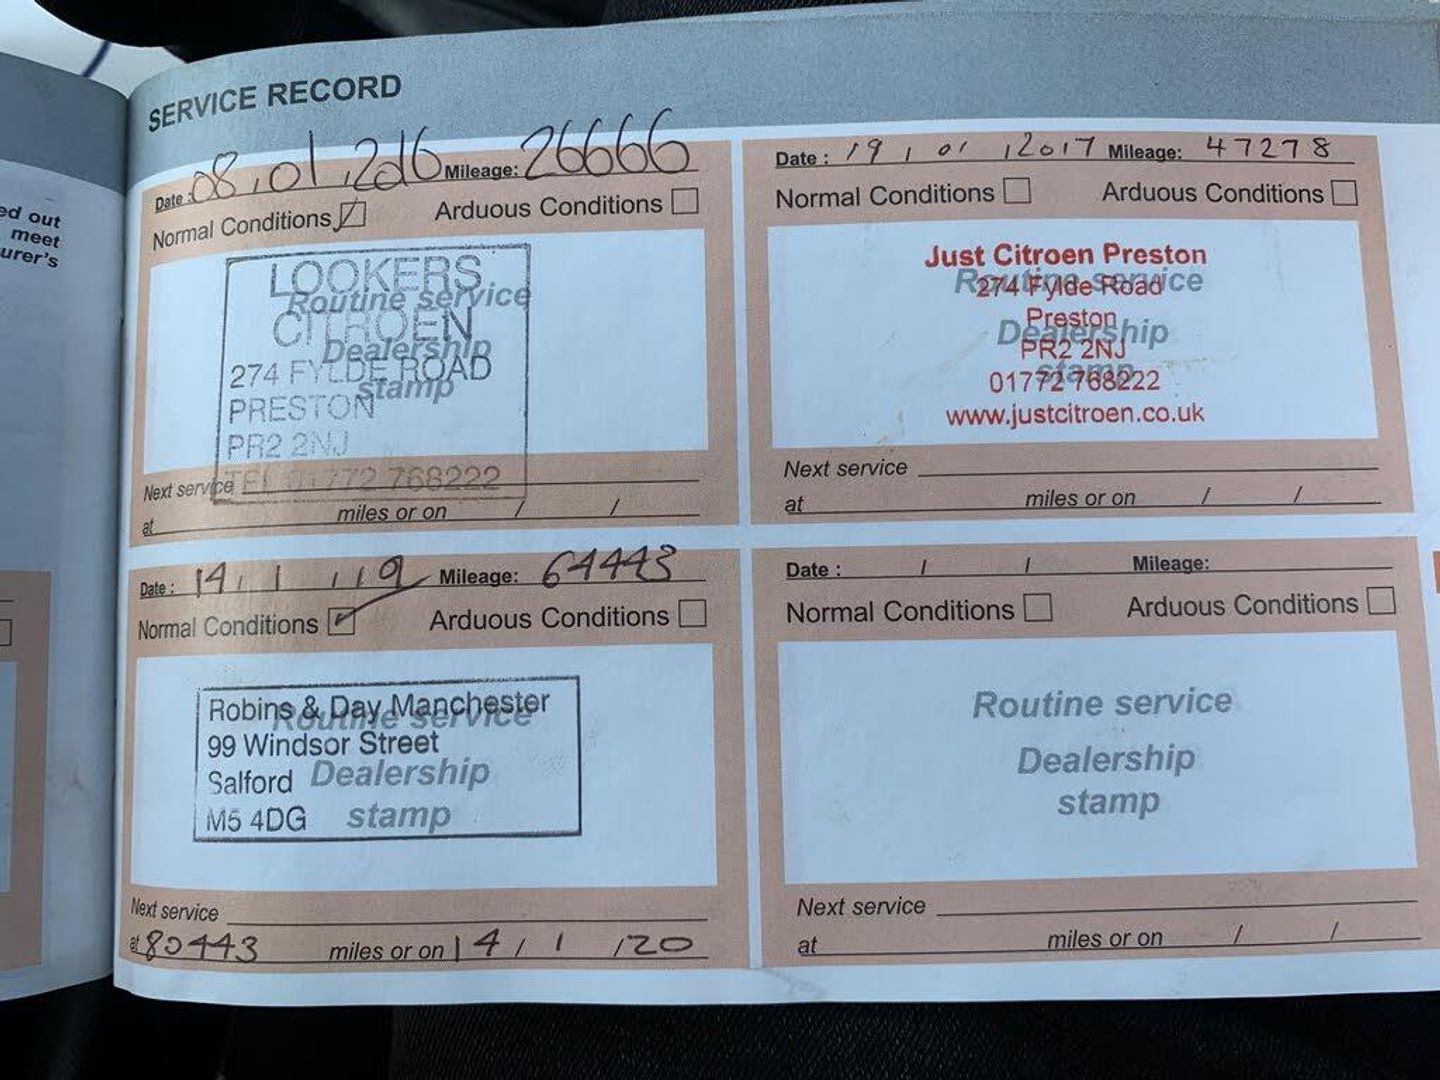 SERVICE RECORD
ed out
meet
urer's
Date : 08 , 01 , 2016 Mileage: 26666
Normal Conditions Arduous Conditions
Routine service
Dealership
stamp
LOOKERS
CITROEN
274 FYLDE ROAD
PRESTON
PR2 2NJ
TEL 01772 768222
Next service
at miles or on / /
Date : 19 , 01 , 2017 Mileage: 47278
Normal Conditions Arduous Conditions
Routine service
Dealership
stamp
Just Citroen Preston
274 Fylde Road
Preston
PR2 2NJ
01772 768222
www.justcitroen.co.uk
Next service
at miles or on / /
Date : 14 , 1 , 19 Mileage: 64443
Normal Conditions Arduous Conditions
Routine service
Dealership
stamp
Robins & Day Manchester
99 Windsor Street
Salford
M5 4DG
Next service
at 80443 miles or on 14 / 1 / 20
Date : / / Mileage:
Normal Conditions Arduous Conditions
Routine service
Dealership
stamp
Next service
at miles or on / /